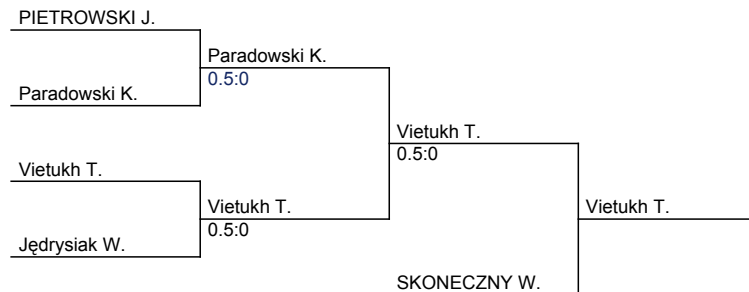 PIETROWSKI J.
Paradowski K.
0.5:0
Paradowski K.
Vietukh T.
0.5:0
Vietukh T.
Vietukh T.
Vietukh T.
0.5:0
Jędrysiak W.
SKONECZNY W.